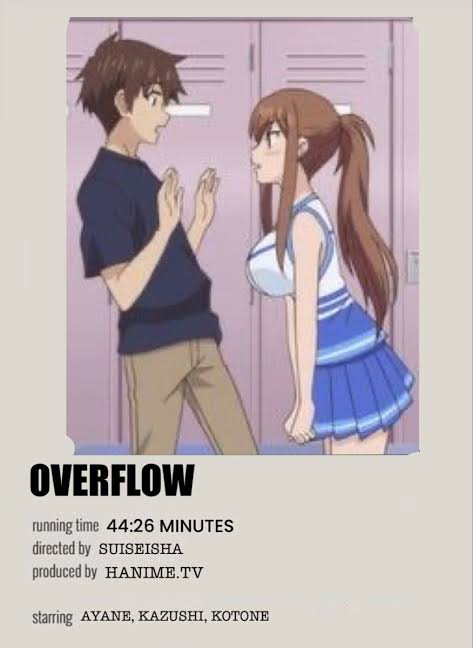 OVERFLOW
running time 44:26 MINUTES
directed by SUISEISHA
produced by HANIME.TV
starring AYANE, KAZUSHI, KOTONE